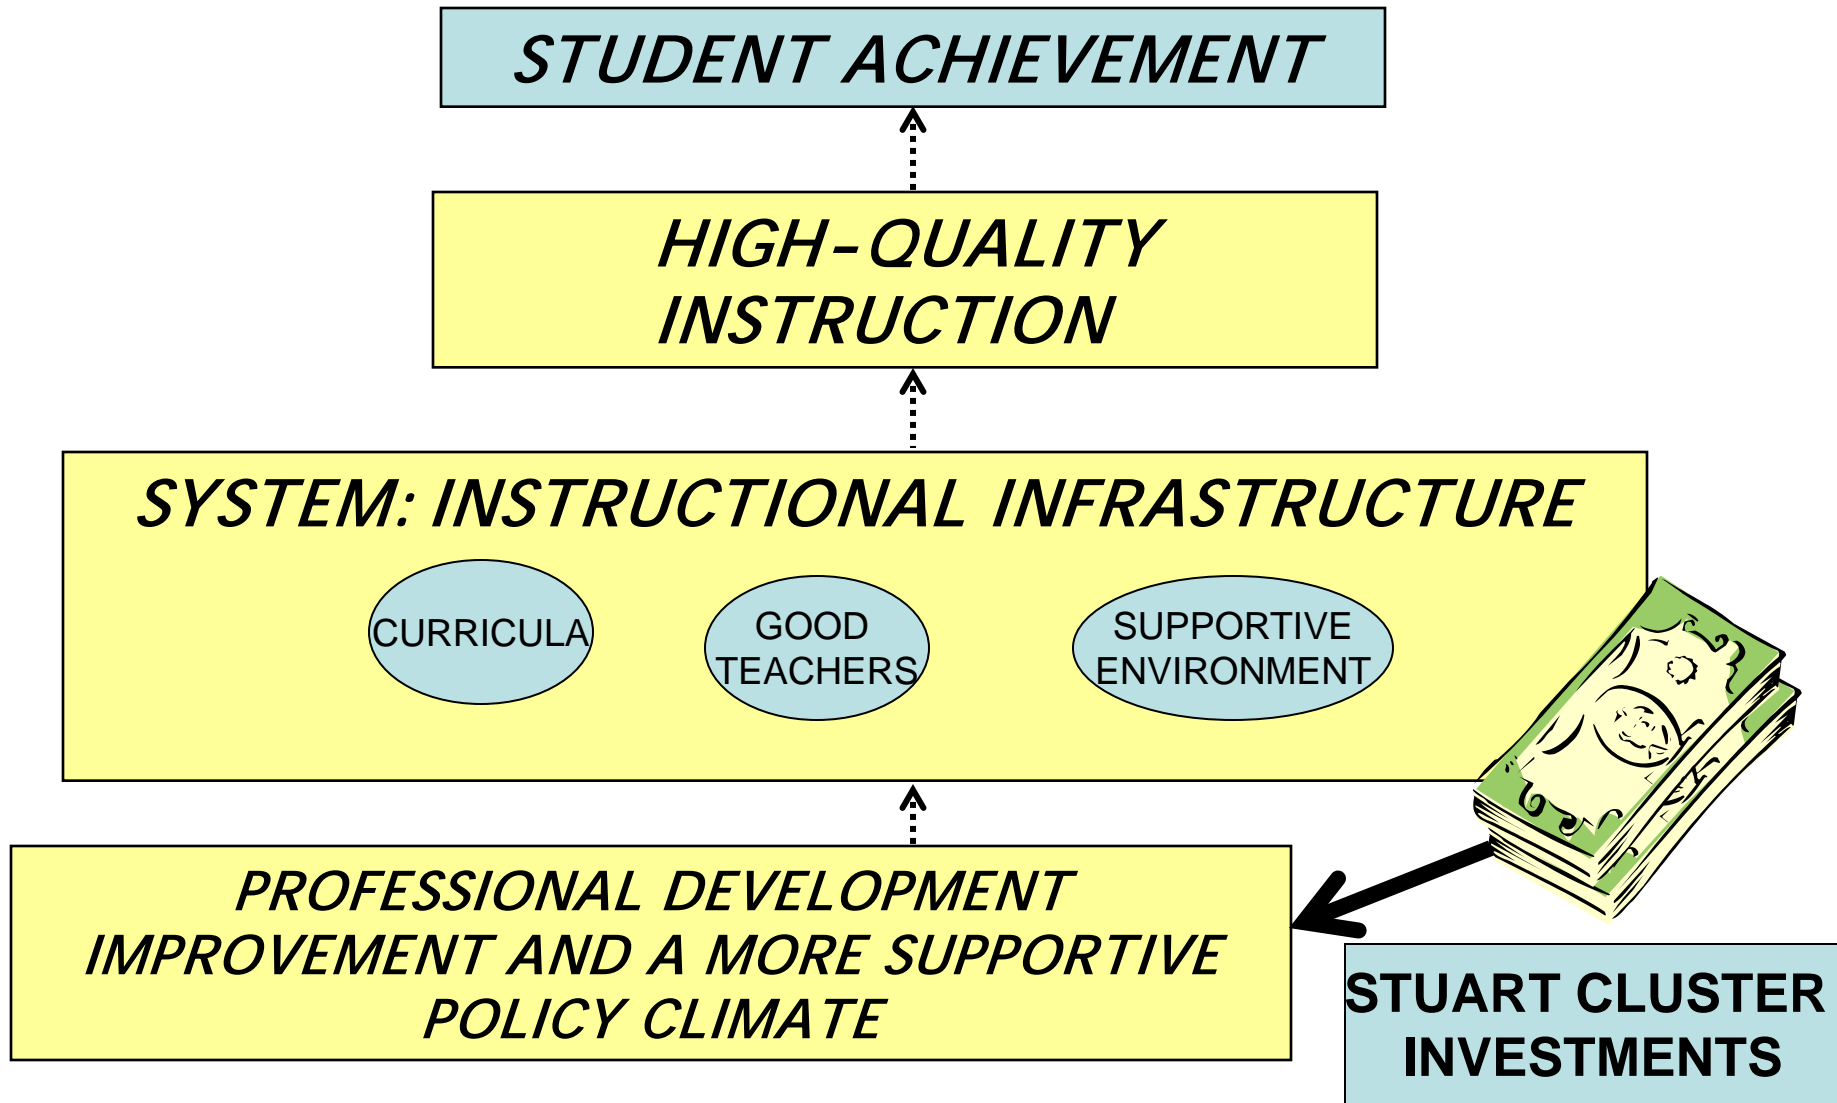 STUDENT ACHIEVEMENT
HIGH-QUALITY
INSTRUCTION
SYSTEM: INSTRUCTIONAL INFRASTRUCTURE
CURRICULA
GOOD
TEACHERS
SUPPORTIVE
ENVIRONMENT
PROFESSIONAL DEVELOPMENT
IMPROVEMENT AND A MORE SUPPORTIVE
POLICY CLIMATE
STUART CLUSTER
INVESTMENTS